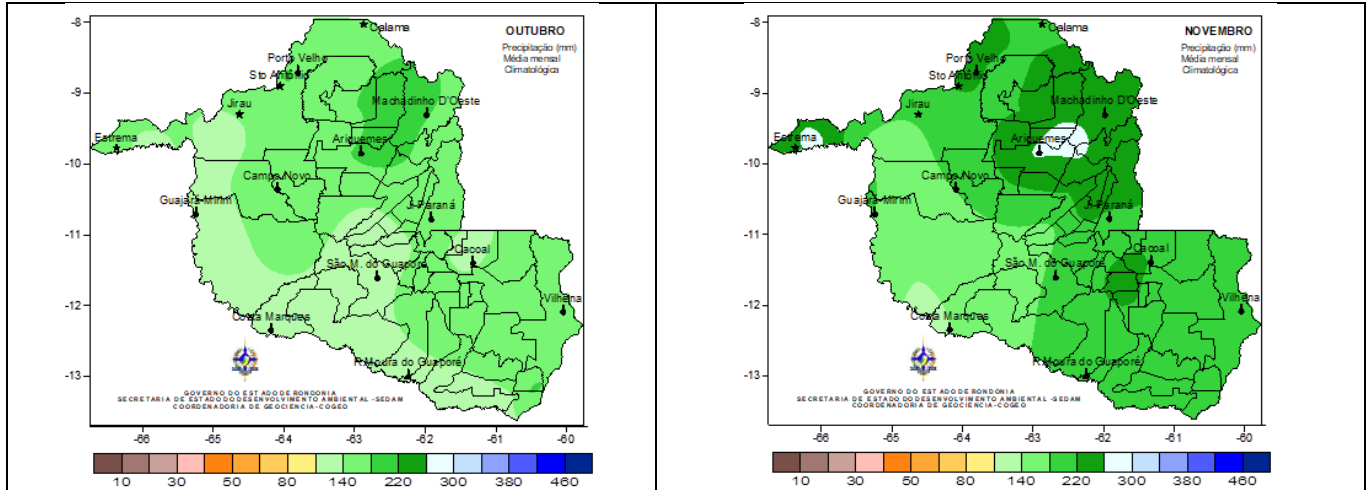 OUTUBRO
Precipitação (mm)
Média mensal
Climatológica
-8
-9
-10
-11
-12
-13
Calama
Porto Velho
Sto Antônio
Jirau
Machadinho D'Oeste
Estrema
Ariquemes
Campo Novo
Guajará-Mirim
Ji Paraná
Cacoal
São M. do Guaporé
Vilhena
Costa Marques
P.Moura do Guaporé
GOVERNO DO ESTADO DE RONDONIA
SECRETARIA DE ESTADO DO DESENVOLVIMENTO AMBIENTAL -SEDAM
COORDENADORIA DE GEOCIENCIA-COGEO
-66 -65 -64 -63 -62 -61 -60
10 30 50 80 140 220 300 380 460
NOVEMBRO
Precipitação (mm)
Média mensal
Climatológica
-8
-9
-10
-11
-12
-13
Calama
Porto Velho
Sto Antônio
Jirau
Machadinho D'Oeste
Estrema
Ariquemes
Campo Novo
Guajará-Mirim
Ji Paraná
Cacoal
São M. do Guaporé
Vilhena
Costa Marques
P.Moura do Guaporé
GOVERNO DO ESTADO DE RONDONIA
SECRETARIA DE ESTADO DO DESENVOLVIMENTO AMBIENTAL -SEDAM
COORDENADORIA DE GEOCIENCIA-COGEO
-66 -65 -64 -63 -62 -61 -60
10 30 50 80 140 220 300 380 460